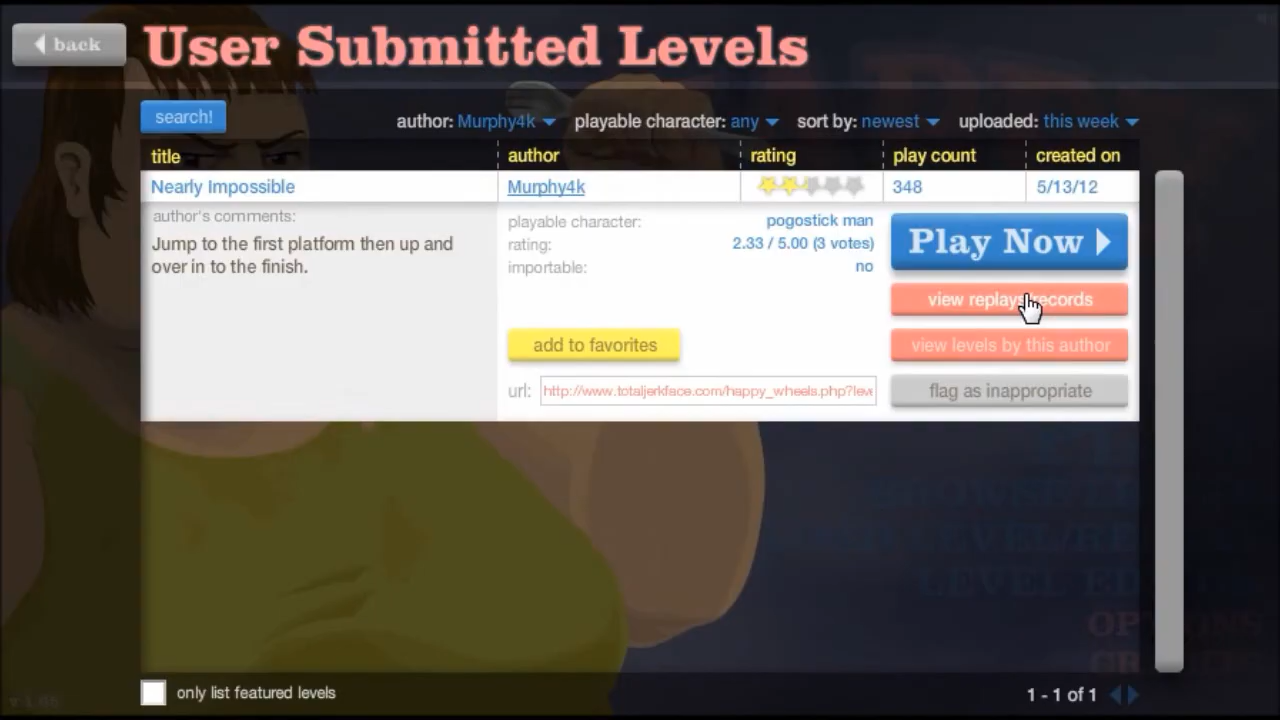 back
User Submitted Levels
search!
author: Murphy4k
playable character: any
sort by: newest
uploaded: this week
title
author
rating
play count
created on
Nearly Impossible
Murphy4k
348
5/13/12
author's comments:
Jump to the first platform then up and
over in to the finish.
playable character: pogostick man
rating: 2.33 / 5.00 (3 votes)
importable: no
add to favorites
url: http://www.totaljerkface.com/happy_wheels.php?lev
Play Now
view replays
view levels by this author
flag as inappropriate
only list featured levels
1 - 1 of 1